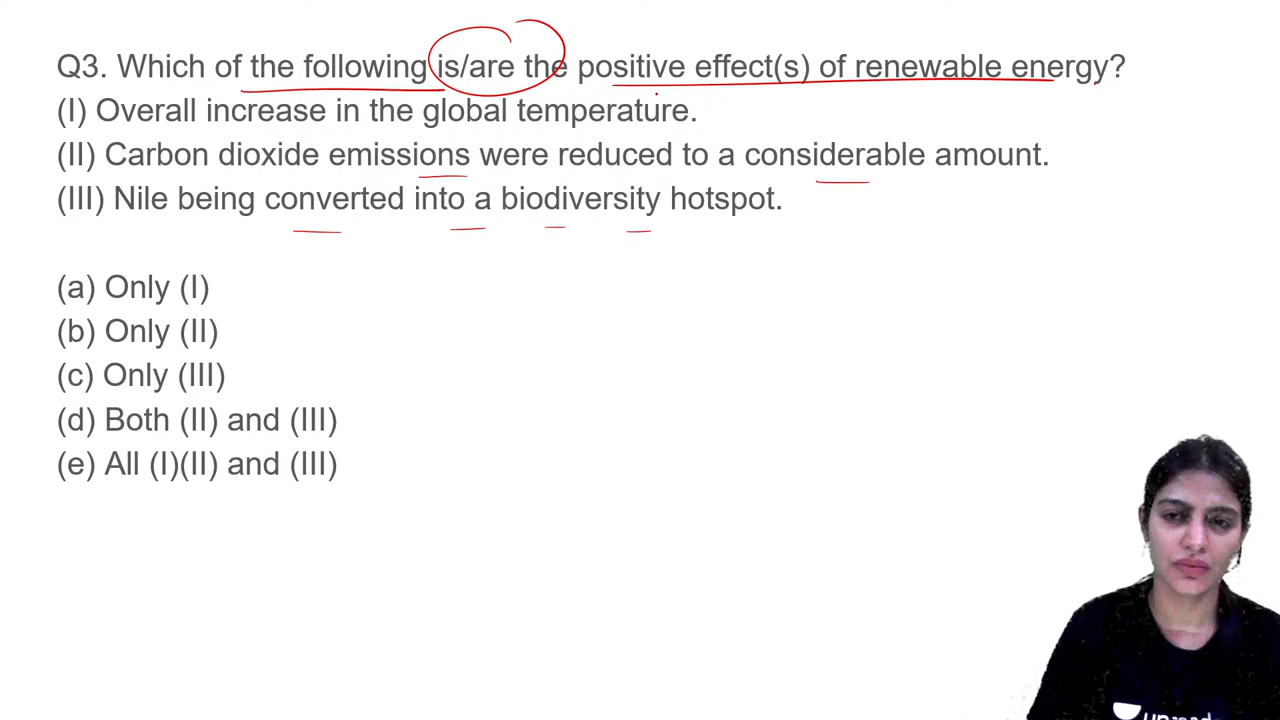 Q3. Which of the following is/are the positive effect(s) of renewable energy?
(I) Overall increase in the global temperature.
(II) Carbon dioxide emissions were reduced to a considerable amount.
(III) Nile being converted into a biodiversity hotspot.
(a) Only (I)
(b) Only (II)
(c) Only (III)
(d) Both (II) and (III)
(e) All (I)(II) and (III)